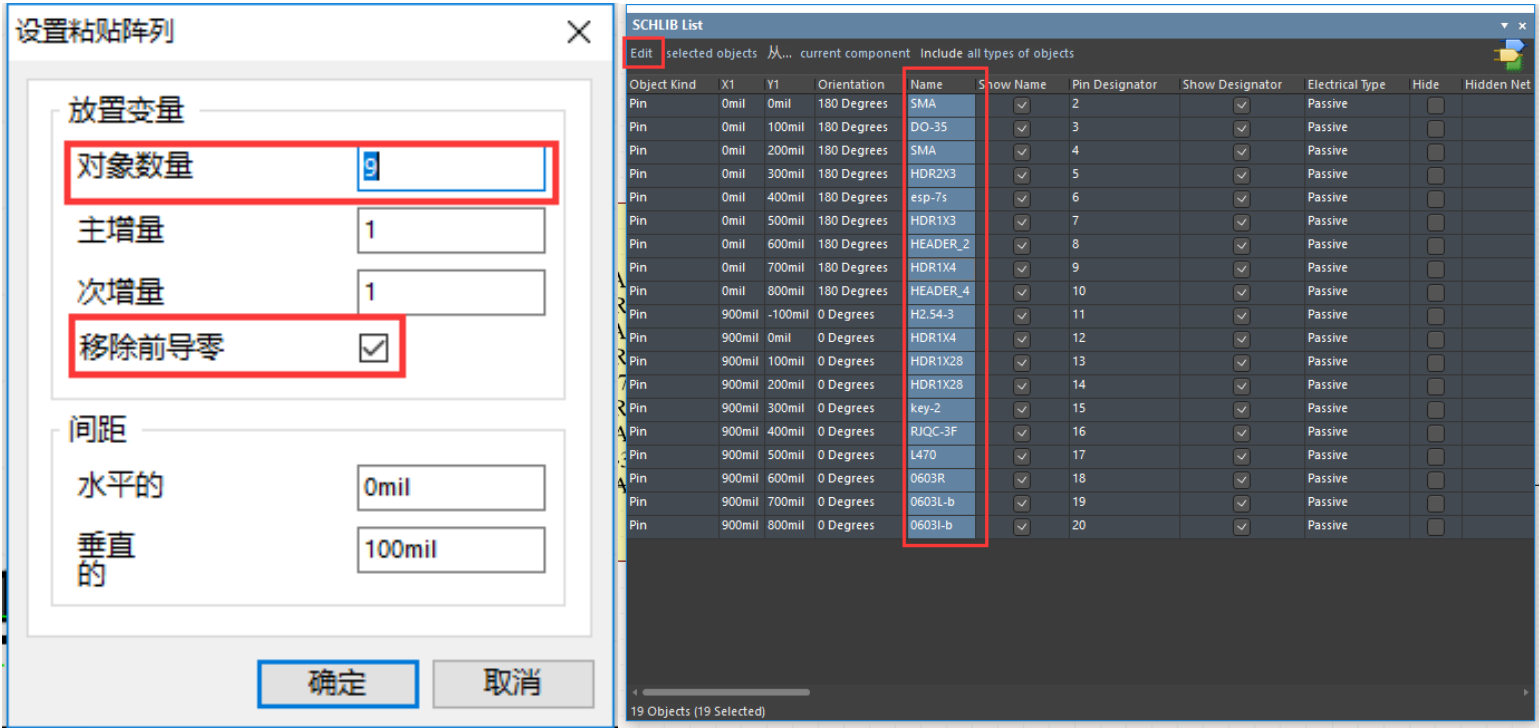 设置粘贴阵列
放置变量
对象数量 9
主增量 1
次增量 1
移除前导零
间距
水平的 0mil
垂直
的 100mil
确定 取消
SCHLIB List
Edit selected objects 从... current component Include all types of objects
Object Kind X1 Y1 Orientation Name Show Name Pin Designator Show Designator Electrical Type Hide Hidden Net
Pin 0mil 0mil 180 Degrees SMA 2 Passive
Pin 0mil 100mil 180 Degrees DO-35 3 Passive
Pin 0mil 200mil 180 Degrees SMA 4 Passive
Pin 0mil 300mil 180 Degrees HDR2X3 5 Passive
Pin 0mil 400mil 180 Degrees esp-7s 6 Passive
Pin 0mil 500mil 180 Degrees HDR1X3 7 Passive
Pin 0mil 600mil 180 Degrees HEADER_2 8 Passive
Pin 0mil 700mil 180 Degrees HDR1X4 9 Passive
Pin 0mil 800mil 180 Degrees HEADER_4 10 Passive
Pin 900mil -100mil 0 Degrees H2.54-3 11 Passive
Pin 900mil 0mil 0 Degrees HDR1X4 12 Passive
Pin 900mil 100mil 0 Degrees HDR1X28 13 Passive
Pin 900mil 200mil 0 Degrees HDR1X28 14 Passive
Pin 900mil 300mil 0 Degrees key-2 15 Passive
Pin 900mil 400mil 0 Degrees RJQC-3F 16 Passive
Pin 900mil 500mil 0 Degrees L470 17 Passive
Pin 900mil 600mil 0 Degrees 0603R 18 Passive
Pin 900mil 700mil 0 Degrees 0603L-b 19 Passive
Pin 900mil 800mil 0 Degrees 0603l-b 20 Passive
19 Objects (19 Selected)